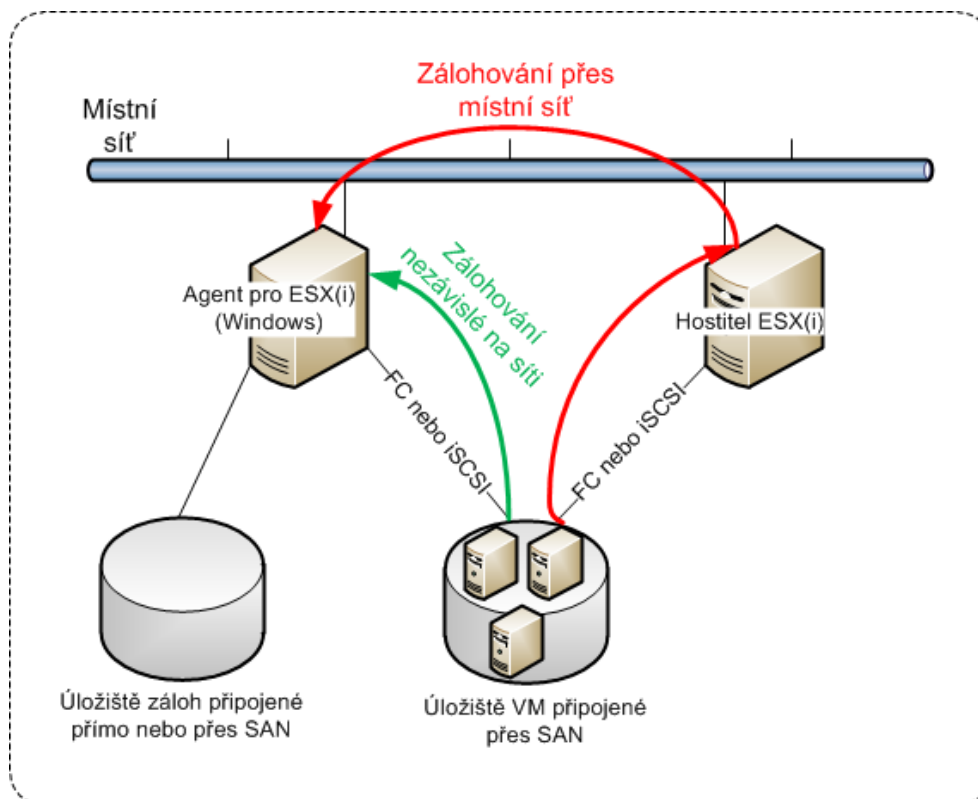 Zálohování přes
místní síť
Místní
síť
Zálohování
nezávislé na síti
Agent pro ESX(i)
(Windows)
Hostitel ESX(i)
FC nebo iSCSI
FC nebo iSCSI
Úložiště záloh připojené
přímo nebo přes SAN
Úložiště VM připojené
přes SAN